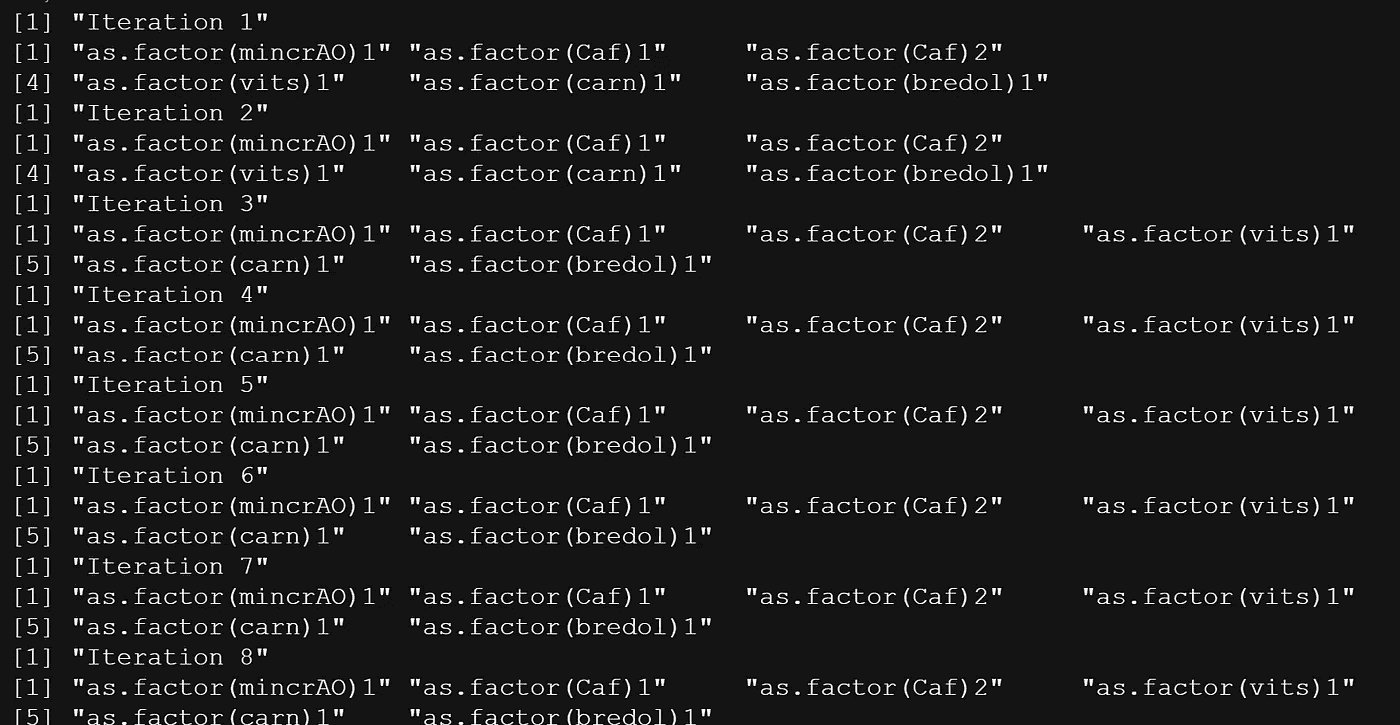 [1] "Iteration 1"
[1] "as.factor(mincrAO)1" "as.factor(Caf)1"     "as.factor(Caf)2"
[4] "as.factor(vits)1"    "as.factor(carn)1"    "as.factor(bredol)1"
[1] "Iteration 2"
[1] "as.factor(mincrAO)1" "as.factor(Caf)1"     "as.factor(Caf)2"
[4] "as.factor(vits)1"    "as.factor(carn)1"    "as.factor(bredol)1"
[1] "Iteration 3"
[1] "as.factor(mincrAO)1" "as.factor(Caf)1"     "as.factor(Caf)2"     "as.factor(vits)1"
[5] "as.factor(carn)1"    "as.factor(bredol)1"
[1] "Iteration 4"
[1] "as.factor(mincrAO)1" "as.factor(Caf)1"     "as.factor(Caf)2"     "as.factor(vits)1"
[5] "as.factor(carn)1"    "as.factor(bredol)1"
[1] "Iteration 5"
[1] "as.factor(mincrAO)1" "as.factor(Caf)1"     "as.factor(Caf)2"     "as.factor(vits)1"
[5] "as.factor(carn)1"    "as.factor(bredol)1"
[1] "Iteration 6"
[1] "as.factor(mincrAO)1" "as.factor(Caf)1"     "as.factor(Caf)2"     "as.factor(vits)1"
[5] "as.factor(carn)1"    "as.factor(bredol)1"
[1] "Iteration 7"
[1] "as.factor(mincrAO)1" "as.factor(Caf)1"     "as.factor(Caf)2"     "as.factor(vits)1"
[5] "as.factor(carn)1"    "as.factor(bredol)1"
[1] "Iteration 8"
[1] "as.factor(mincrAO)1" "as.factor(Caf)1"     "as.factor(Caf)2"     "as.factor(vits)1"
[5] "as.factor(carn)1"    "as.factor(bredol)1"